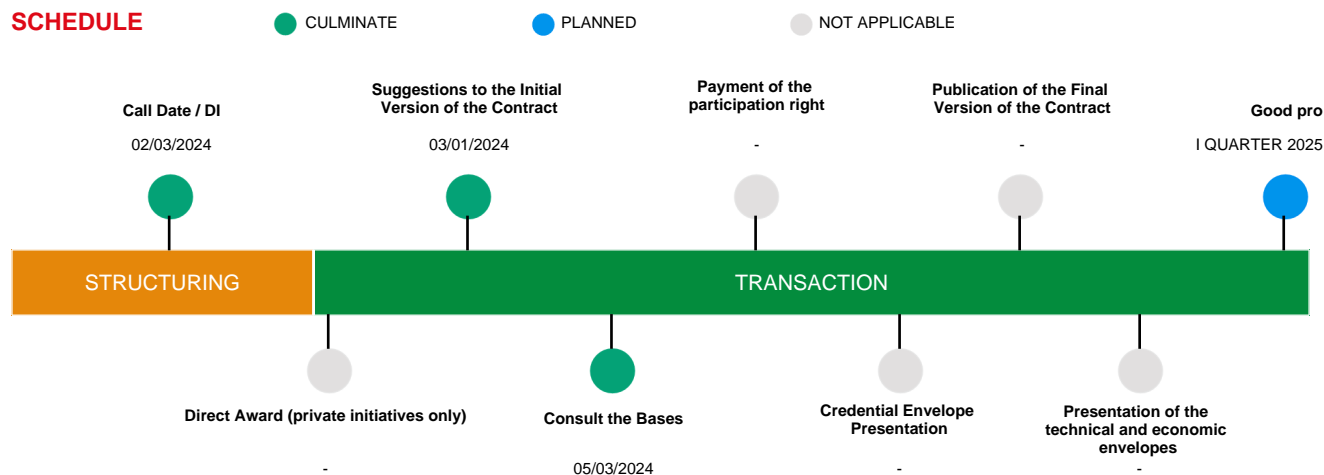 SCHEDULE
CULMINATE
PLANNED
NOT APPLICABLE
Call Date / DI
02/03/2024
Suggestions to the Initial
Version of the Contract
03/01/2024
Payment of the
participation right
-
Publication of the Final
Version of the Contract
-
Good pro
I QUARTER 2025
STRUCTURING
TRANSACTION
Direct Award (private initiatives only)
-
Consult the Bases
05/03/2024
Credential Envelope
Presentation
-
Presentation of the
technical and economic
envelopes
-